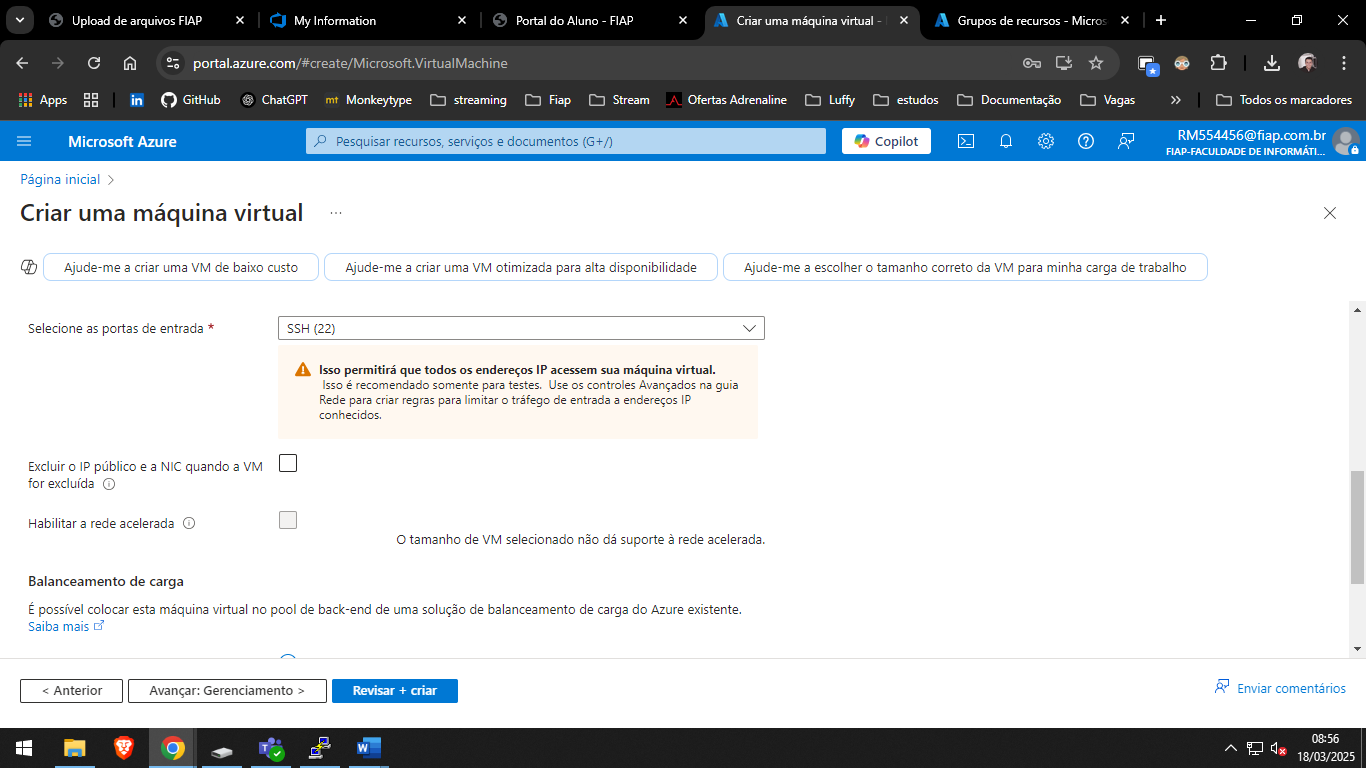 Upload de arquivos FIAP
My Information
Portal do Aluno - FIAP
Criar uma máquina virtual -
Grupos de recursos - Micros
portal.azure.com/#create/Microsoft.VirtualMachine
Apps
GitHub
ChatGPT
mt Monkeytype
streaming
Fiap
Stream
Ofertas Adrenaline
Luffy
estudos
Documentação
Vagas
Todos os marcadores
Microsoft Azure
Pesquisar recursos, serviços e documentos (G+/)
Copilot
RM554456@fiap.com.br
FIAP-FACULDADE DE INFORMÁTI...
Página inicial
Criar uma máquina virtual
Ajude-me a criar uma VM de baixo custo
Ajude-me a criar uma VM otimizada para alta disponibilidade
Ajude-me a escolher o tamanho correto da VM para minha carga de trabalho
Selecione as portas de entrada *
SSH (22)
Isso permitirá que todos os endereços IP acessem sua máquina virtual.
Isso é recomendado somente para testes. Use os controles Avançados na guia
Rede para criar regras para limitar o tráfego de entrada a endereços IP
conhecidos.
Excluir o IP público e a NIC quando a VM
for excluída
Habilitar a rede acelerada
O tamanho de VM selecionado não dá suporte à rede acelerada.
Balanceamento de carga
É possível colocar esta máquina virtual no pool de back-end de uma solução de balanceamento de carga do Azure existente.
Saiba mais
< Anterior
Avançar: Gerenciamento >
Revisar + criar
Enviar comentários
08:56
18/03/2025